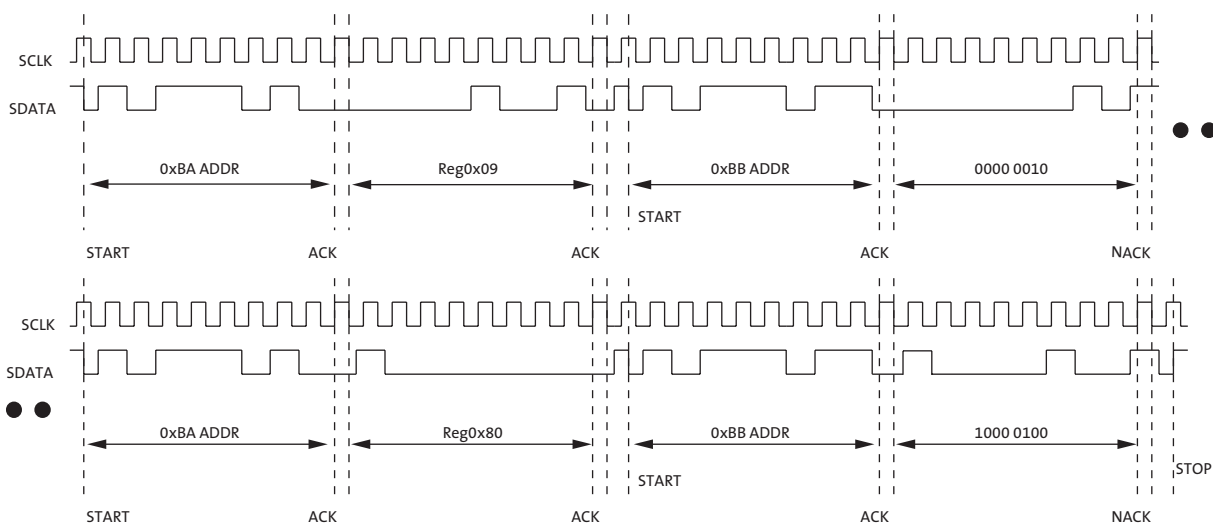 SCLK
SDATA
0xBA ADDR Reg0x09 0xBB ADDR 0000 0010
START
START ACK ACK ACK NACK
SCLK
SDATA
0xBA ADDR Reg0x80 0xBB ADDR 1000 0100
START STOP
START ACK ACK ACK NACK